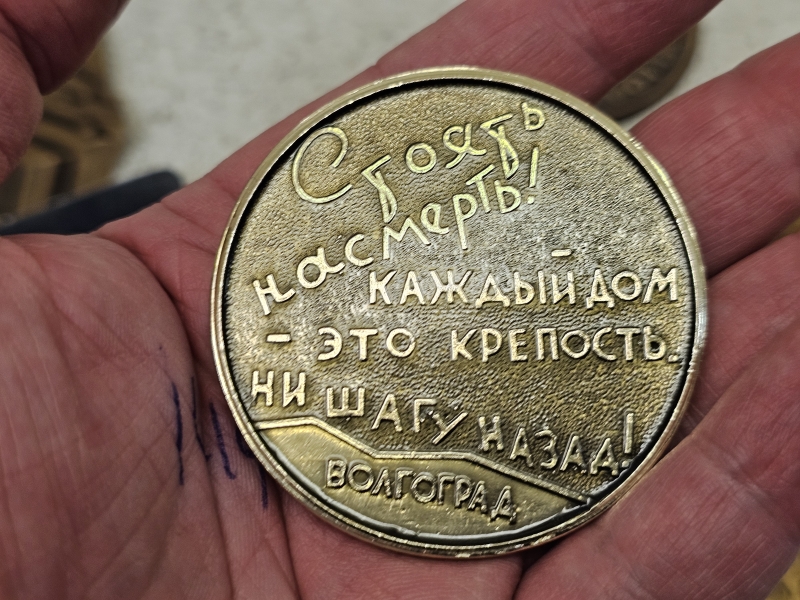 Стоять
насмерть!
КАЖДЫЙ ДОМ
- ЭТО КРЕПОСТЬ.
НИ ШАГУ НАЗАД!
ВОЛГОГРАД